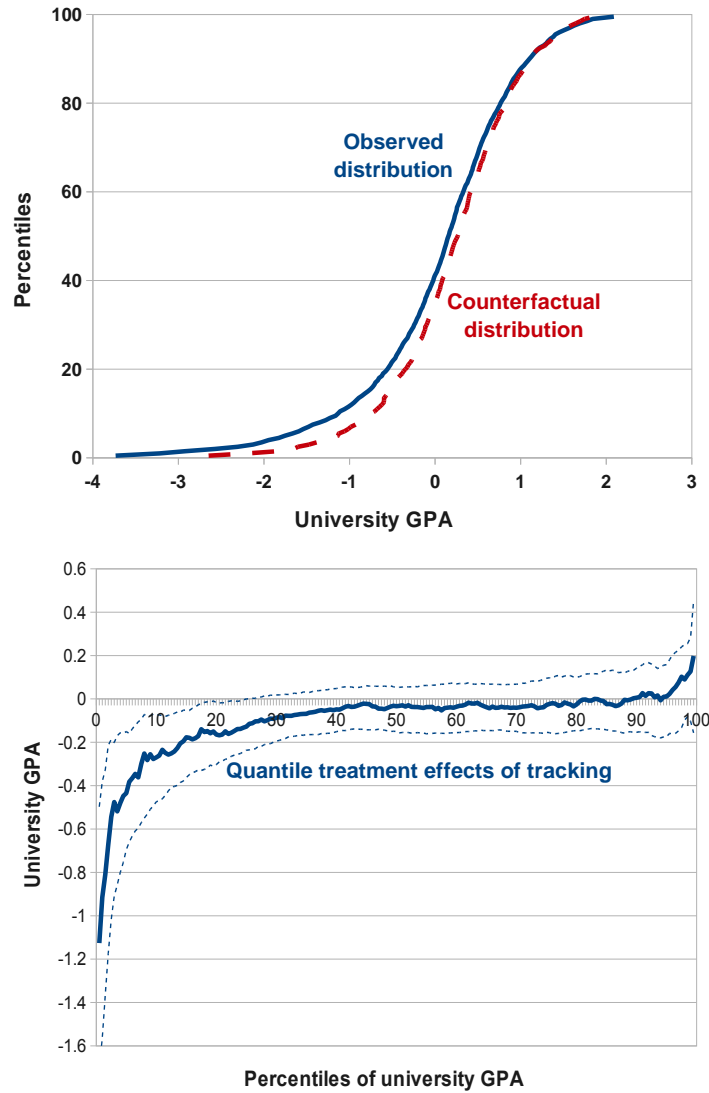 100
80
60
40
20
0
Percentiles
Observed
distribution
Counterfactual
distribution
-4 -3 -2 -1 0 1 2 3
University GPA
0.6
0.4
0.2
0
-0.2
-0.4
-0.6
-0.8
-1
-1.2
-1.4
-1.6
University GPA
0 10 20 30 40 50 60 70 80 90 100
Quantile treatment effects of tracking
Percentiles of university GPA